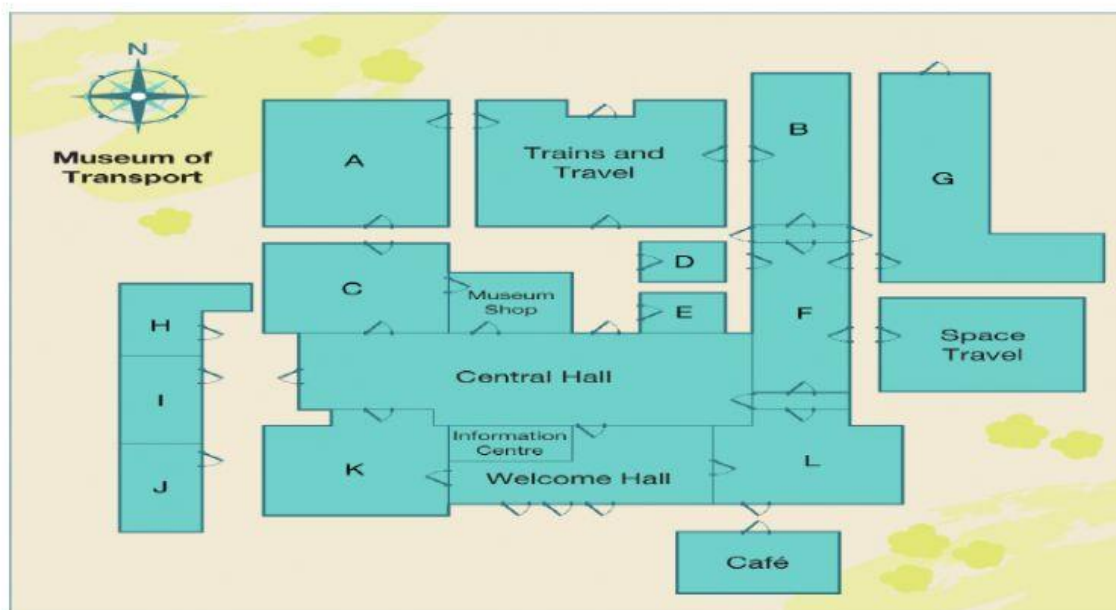 N
Museum of
Transport
A
Trains and
Travel
B
G
C
Museum
Shop
D
E
F
Space
Travel
H
I
J
Central Hall
Information
Centre
K
Welcome Hall
L
Café